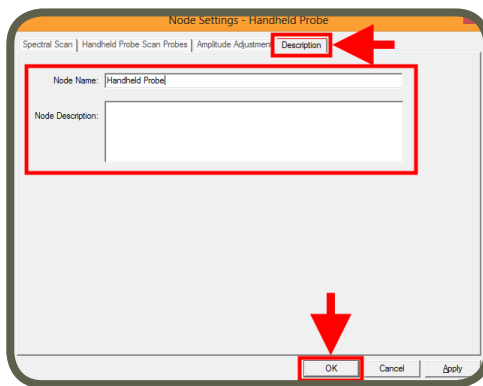 Node Settings - Handheld Probe
Spectral Scan Handheld Probe Scan Probes Amplitude Adjustment Description
Node Name: Handheld Probe
Node Description:
OK Cancel Apply